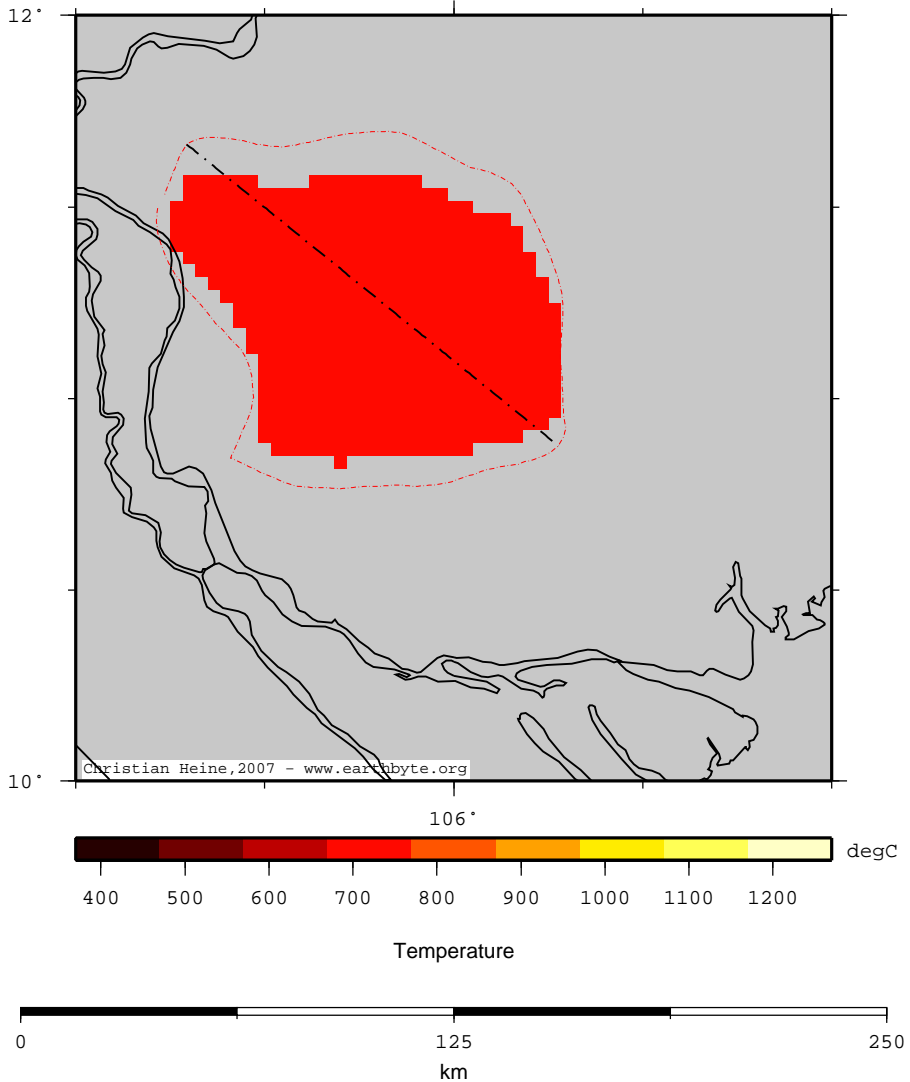 12°
10°
Christian Heine,2007 - www.earthbyte.org
106°
degC
400 500 600 700 800 900 1000 1100 1200
Temperature
0 125 250
km